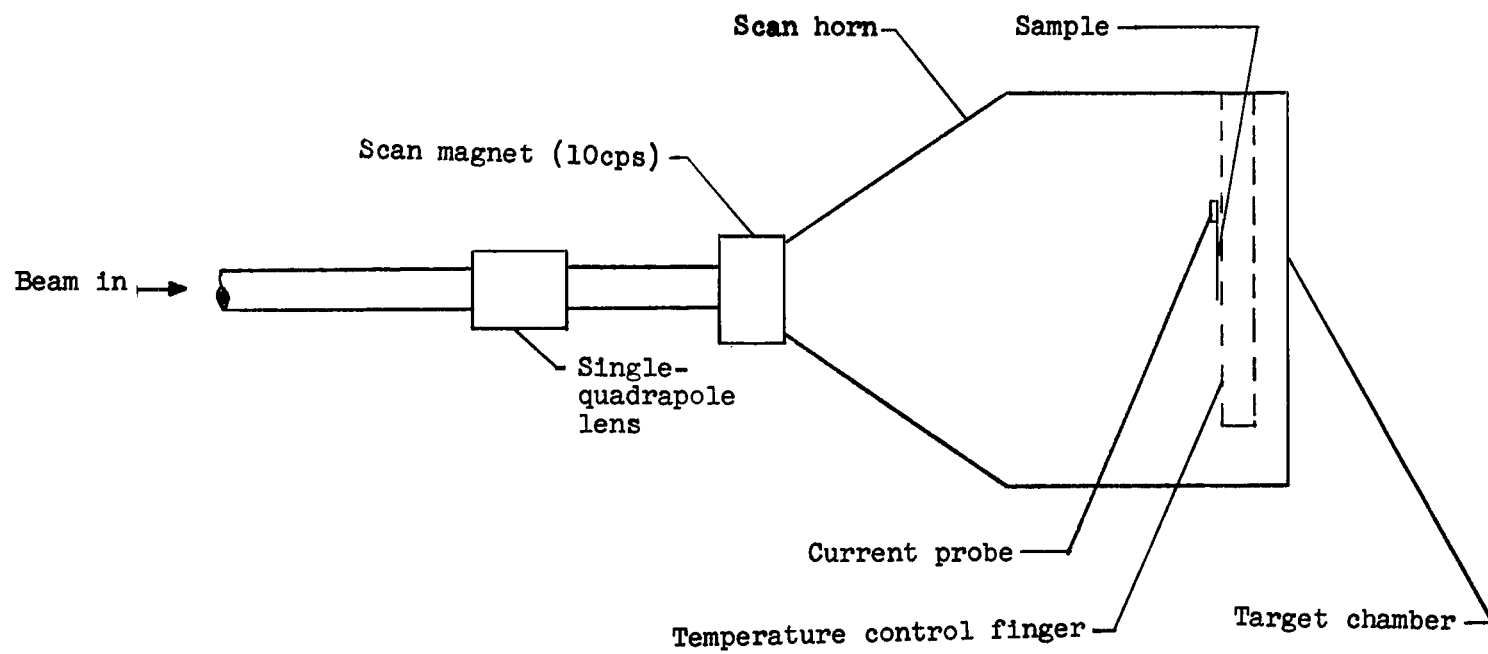 Scan horn
Sample
Scan magnet (10cps)
Beam in
Single-
quadrapole
lens
Current probe
Temperature control finger
Target chamber